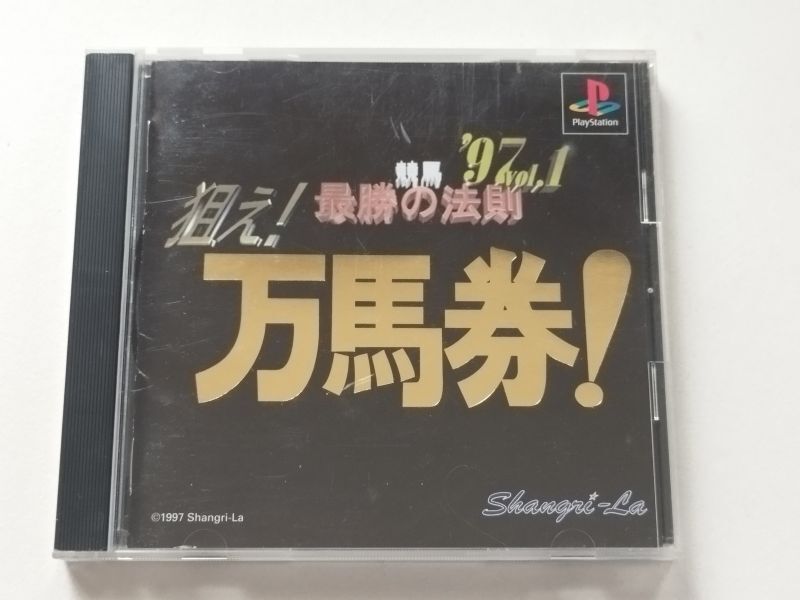 PlayStation
競馬 '97 vol.1
最勝の法則
狙え!
万馬券!
©1997 Shangri-La
Shangri-La